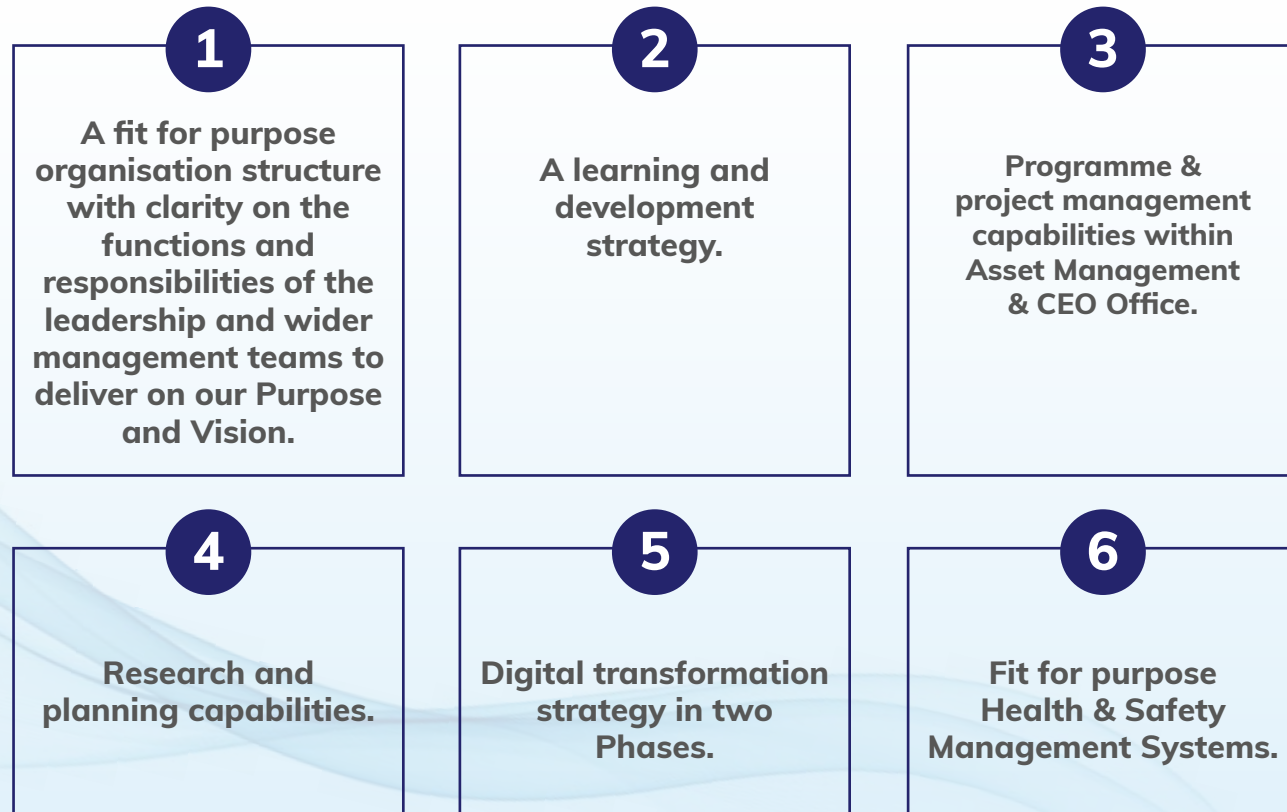 1
A fit for purpose
organisation structure
with clarity on the
functions and
responsibilities of the
leadership and wider
management teams to
deliver on our Purpose
and Vision.
2
A learning and
development
strategy.
3
Programme &
project management
capabilities within
Asset Management
& CEO Office.
4
Research and
planning capabilities.
5
Digital transformation
strategy in two
Phases.
6
Fit for purpose
Health & Safety
Management Systems.